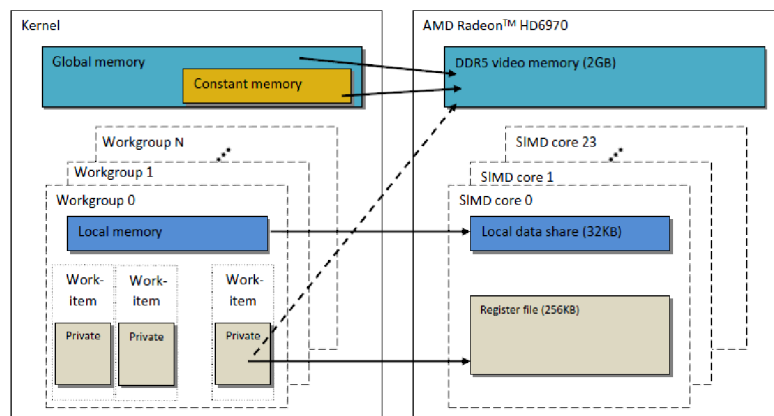 Kernel
Global memory
Constant memory
Workgroup N
Workgroup 1
Workgroup 0
Local memory
Work-
item
Private
Work-
item
Private
Work-
item
Private
AMD Radeon™ HD6970
DDR5 video memory (2GB)
SIMD core 23
SIMD core 1
SIMD core 0
Local data share (32KB)
Register file (256KB)